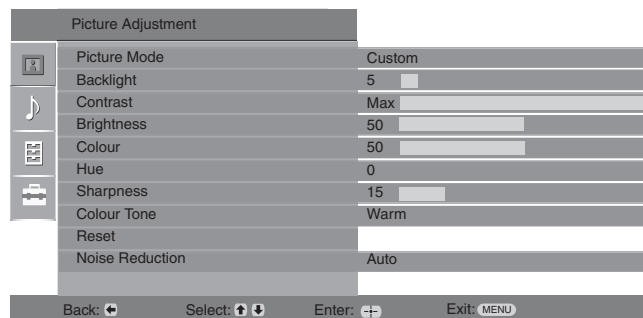 Picture Adjustment
Picture Mode Custom
Backlight 5
Contrast Max
Brightness 50
Colour 50
Hue 0
Sharpness 15
Colour Tone Warm
Reset
Noise Reduction Auto
Back: Select: Enter: Exit: MENU